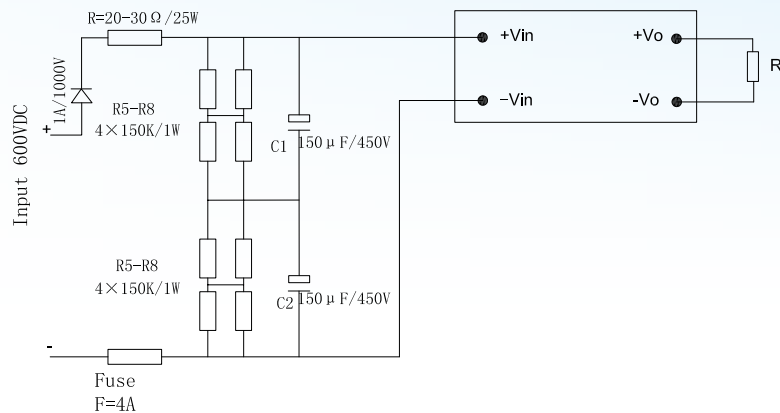 R=20-30Ω/25W
1A/1000V
+
Input 600VDC
R5-R8
4×150K/1W
C1
150μF/450V
+Vin
-Vin
+Vo
-Vo
R
R5-R8
4×150K/1W
C2
150μF/450V
-
Fuse
F=4A